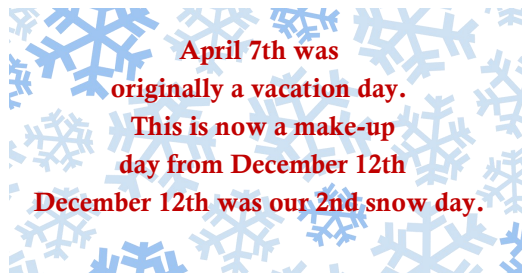 April 7th was
originally a vacation day.
This is now a make-up
day from December 12th
December 12th was our 2nd snow day.